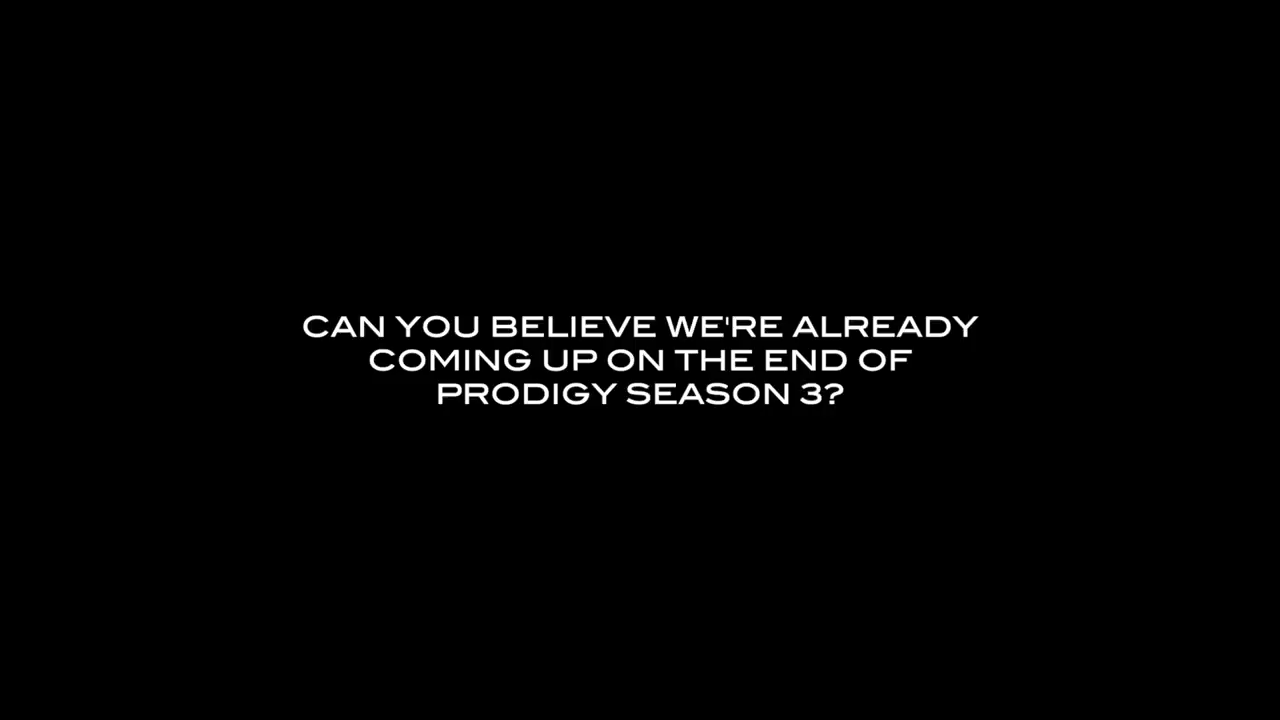 CAN YOU BELIEVE WE'RE ALREADY
COMING UP ON THE END OF
PRODIGY SEASON 3?